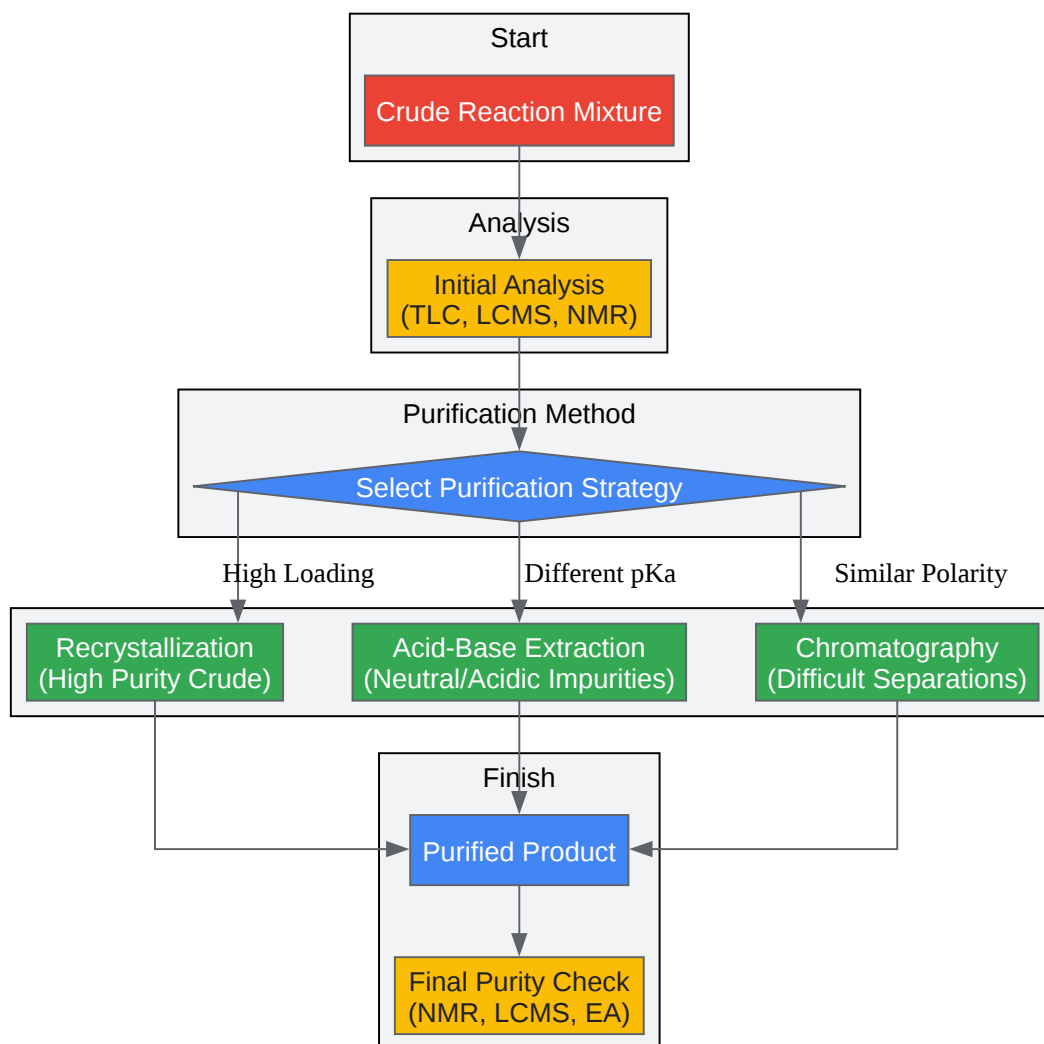 Start
Crude Reaction Mixture
Analysis
Initial Analysis
(TLC, LCMS, NMR)
Purification Method
Select Purification Strategy
High Loading
Different pKa
Similar Polarity
Recrystallization
(High Purity Crude)
Acid-Base Extraction
(Neutral/Acidic Impurities)
Chromatography
(Difficult Separations)
Finish
Purified Product
Final Purity Check
(NMR, LCMS, EA)